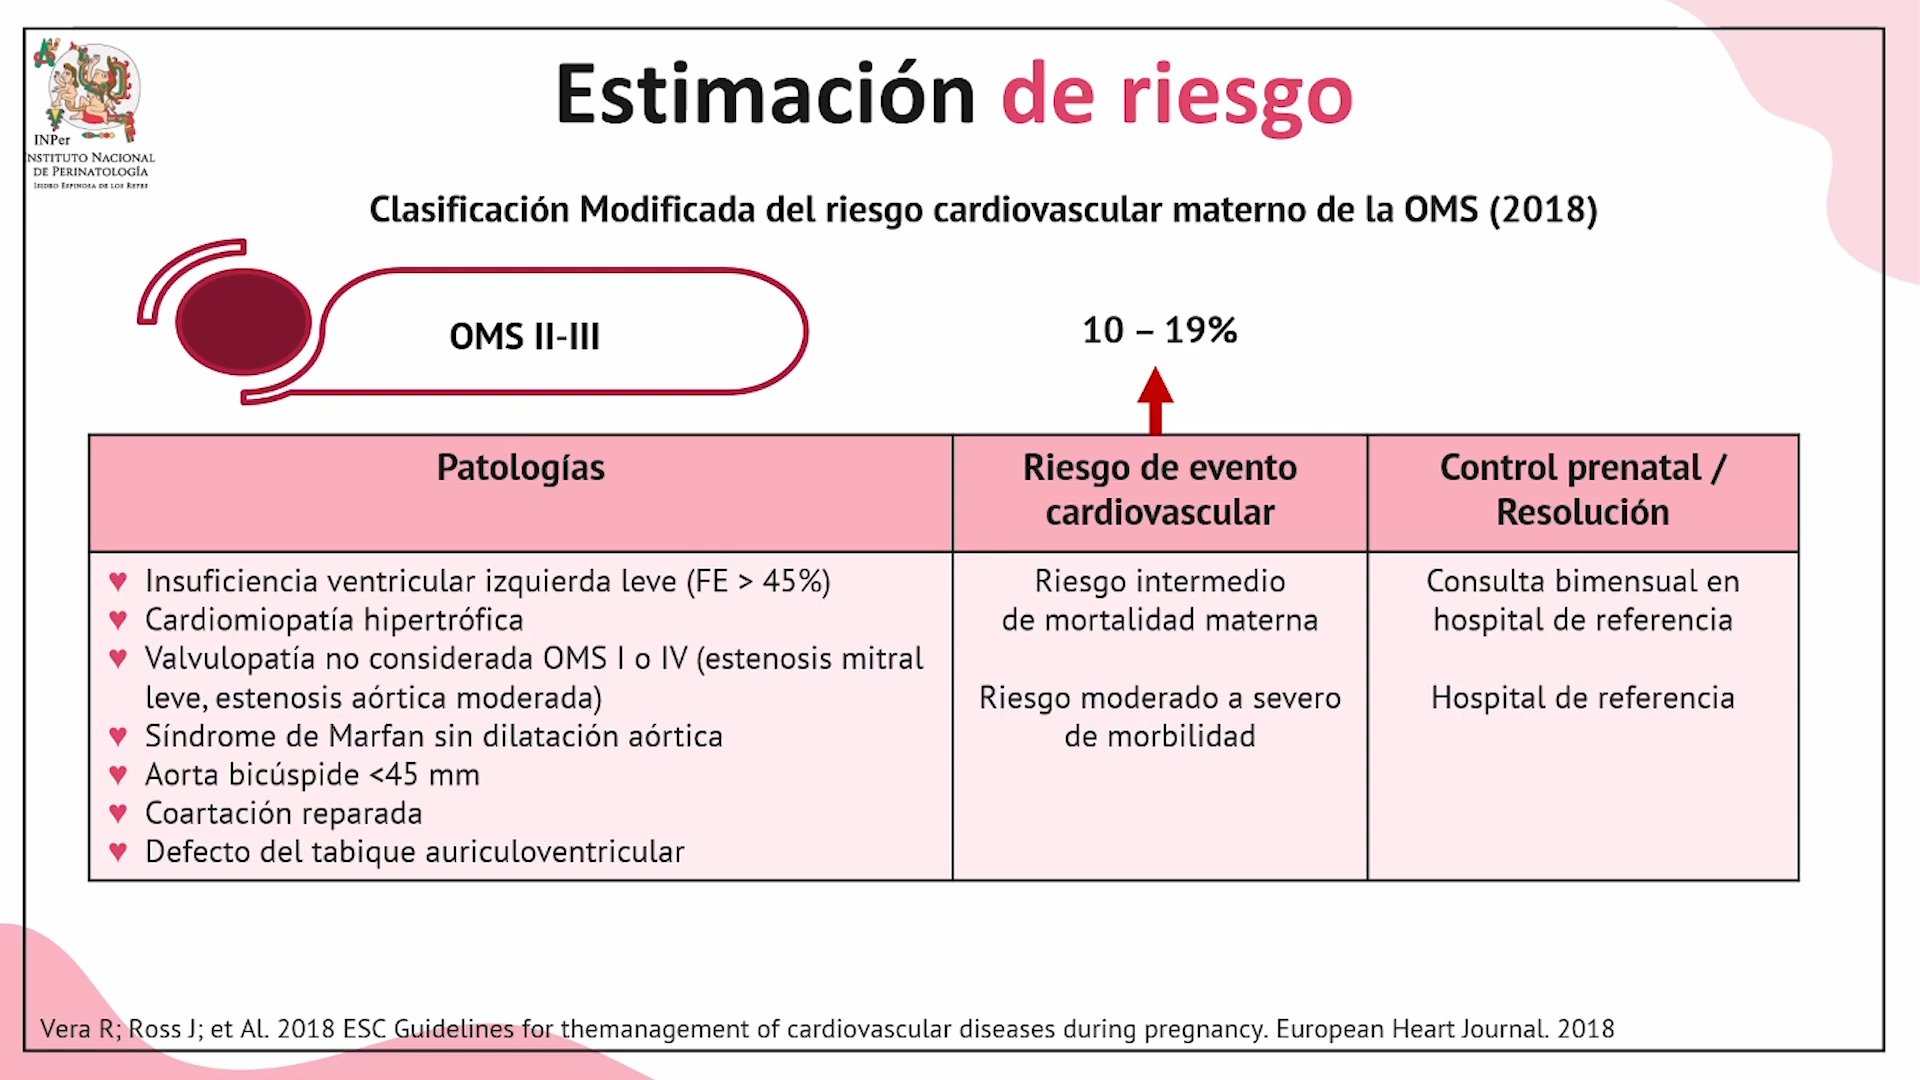 INPer
INSTITUTO NACIONAL
DE PERINATOLOGÍA
ISIDRO ESPINOSA DE LOS REYES
Estimación de riesgo
Clasificación Modificada del riesgo cardiovascular materno de la OMS (2018)
OMS II-III
10 – 19%
Patologías
Riesgo de evento
cardiovascular
Control prenatal /
Resolución
♥ Insuficiencia ventricular izquierda leve (FE > 45%)
♥ Cardiomiopatía hipertrófica
♥ Valvulopatía no considerada OMS I o IV (estenosis mitral
leve, estenosis aórtica moderada)
♥ Síndrome de Marfan sin dilatación aórtica
♥ Aorta bicúspide <45 mm
♥ Coartación reparada
♥ Defecto del tabique auriculoventricular
Riesgo intermedio
de mortalidad materna
Riesgo moderado a severo
de morbilidad
Consulta bimensual en
hospital de referencia
Hospital de referencia
Vera R; Ross J; et Al. 2018 ESC Guidelines for themanagement of cardiovascular diseases during pregnancy. European Heart Journal. 2018